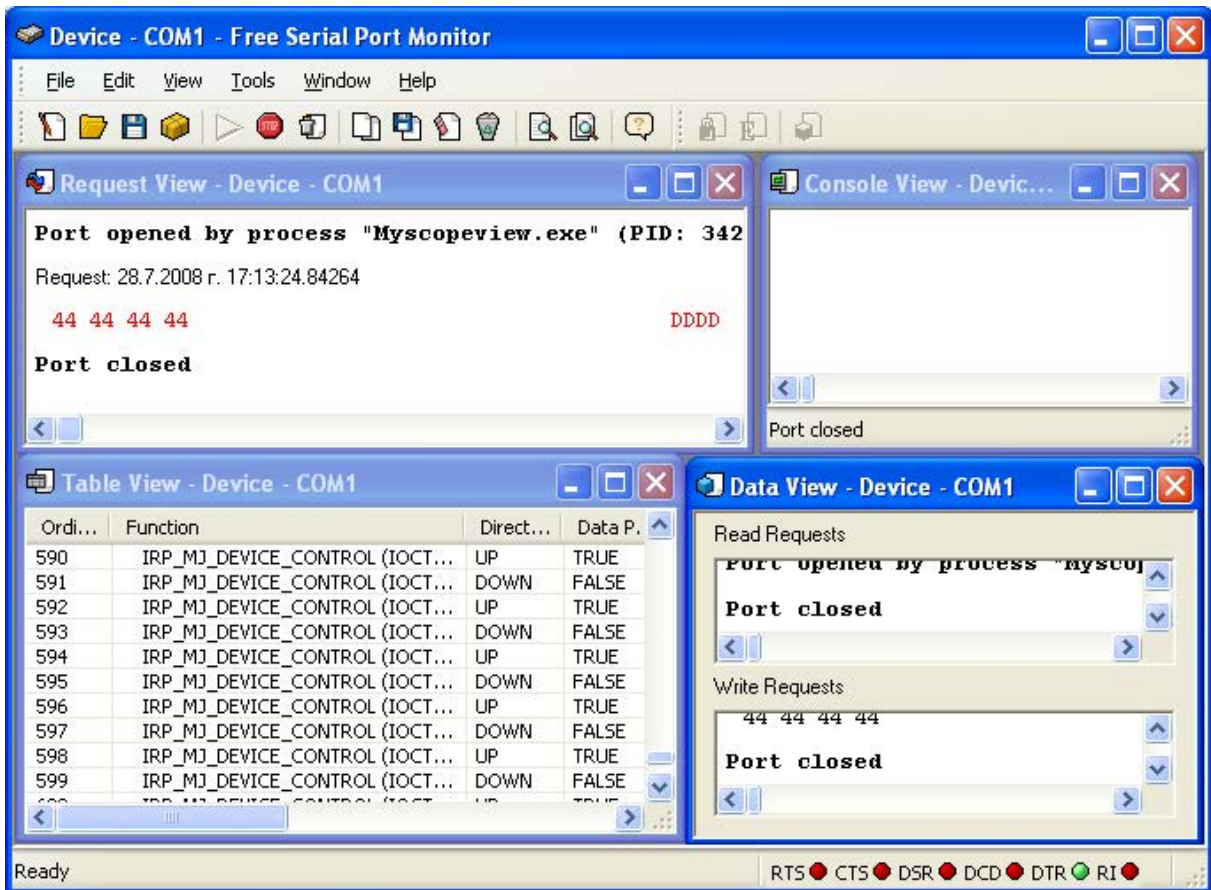 Device - COM1 - Free Serial Port Monitor
File Edit View Tools Window Help
Request View - Device - COM1
Port opened by process "Myscopeview.exe" (PID: 342
Request: 28.7.2008 г. 17:13:24.84264
44 44 44 44 DDDD
Port closed
Console View - Devic...
Port closed
Table View - Device - COM1
Ordi... Function Direct... Data P.
590 IRP_MJ_DEVICE_CONTROL (IOCT... UP TRUE
591 IRP_MJ_DEVICE_CONTROL (IOCT... DOWN FALSE
592 IRP_MJ_DEVICE_CONTROL (IOCT... UP TRUE
593 IRP_MJ_DEVICE_CONTROL (IOCT... DOWN FALSE
594 IRP_MJ_DEVICE_CONTROL (IOCT... UP TRUE
595 IRP_MJ_DEVICE_CONTROL (IOCT... DOWN FALSE
596 IRP_MJ_DEVICE_CONTROL (IOCT... UP TRUE
597 IRP_MJ_DEVICE_CONTROL (IOCT... DOWN FALSE
598 IRP_MJ_DEVICE_CONTROL (IOCT... UP TRUE
599 IRP_MJ_DEVICE_CONTROL (IOCT... DOWN FALSE
Data View - Device - COM1
Read Requests
Port opened by process "Myscop
Port closed
Write Requests
44 44 44 44
Port closed
Ready
RTS CTS DSR DCD DTR RI